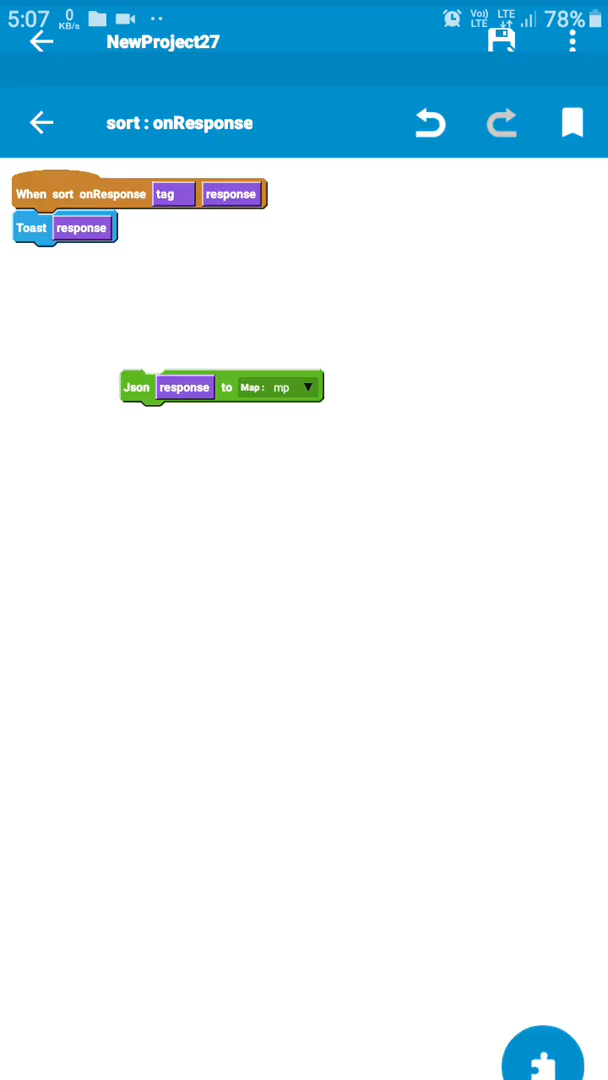 5:07 0 KB/s Vo)) LTE LTE 78%
NewProject27
sort : onResponse
When sort onResponse tag response
Toast response
Json response to Map : mp